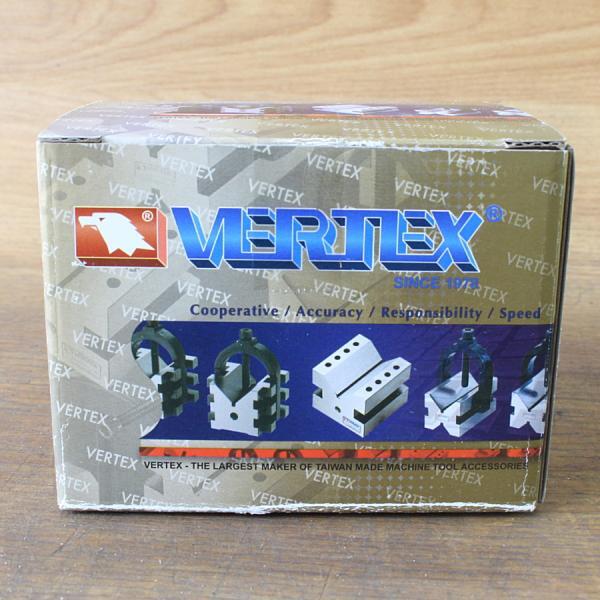 VERTEX®
SINCE 1978
Cooperative / Accuracy / Responsibility / Speed
VERTEX - THE LARGEST MAKER OF TAIWAN MADE MACHINE TOOL ACCESSORIES